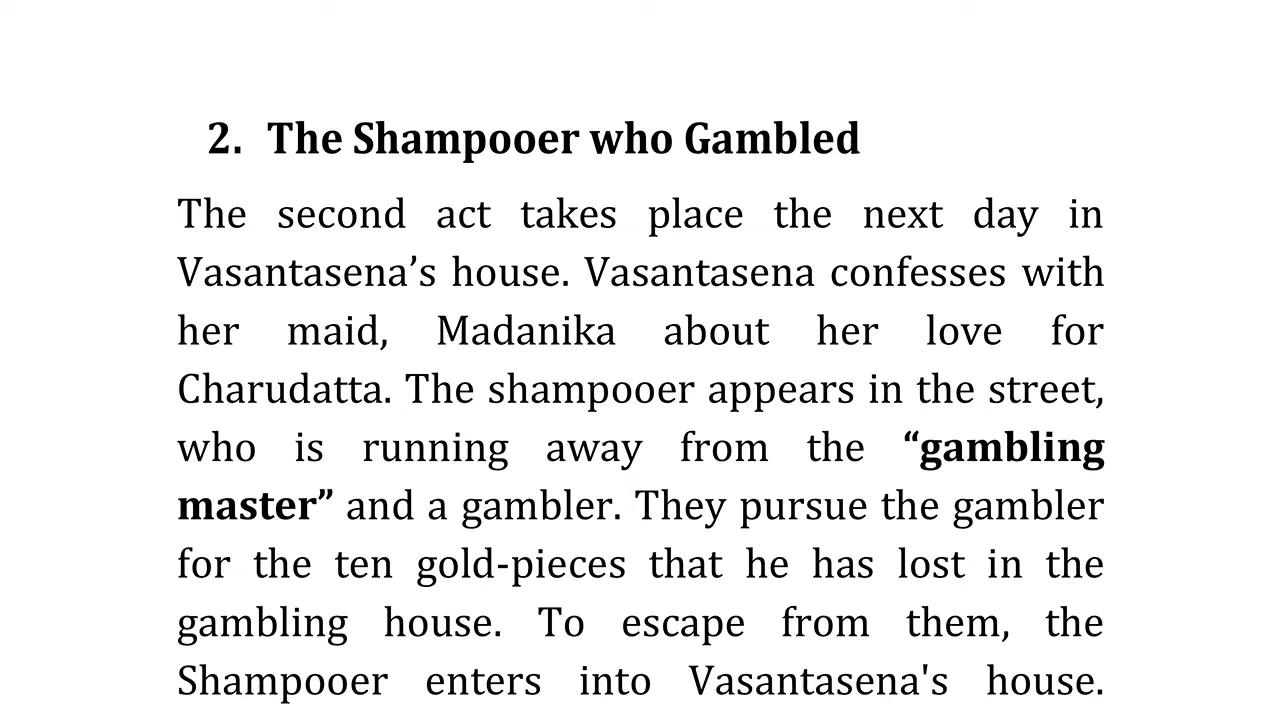 2. The Shampooer who Gambled
The second act takes place the next day in
Vasantasena’s house. Vasantasena confesses with
her maid, Madanika about her love for
Charudatta. The shampooer appears in the street,
who is running away from the “gambling
master” and a gambler. They pursue the gambler
for the ten gold-pieces that he has lost in the
gambling house. To escape from them, the
Shampooer enters into Vasantasena's house.